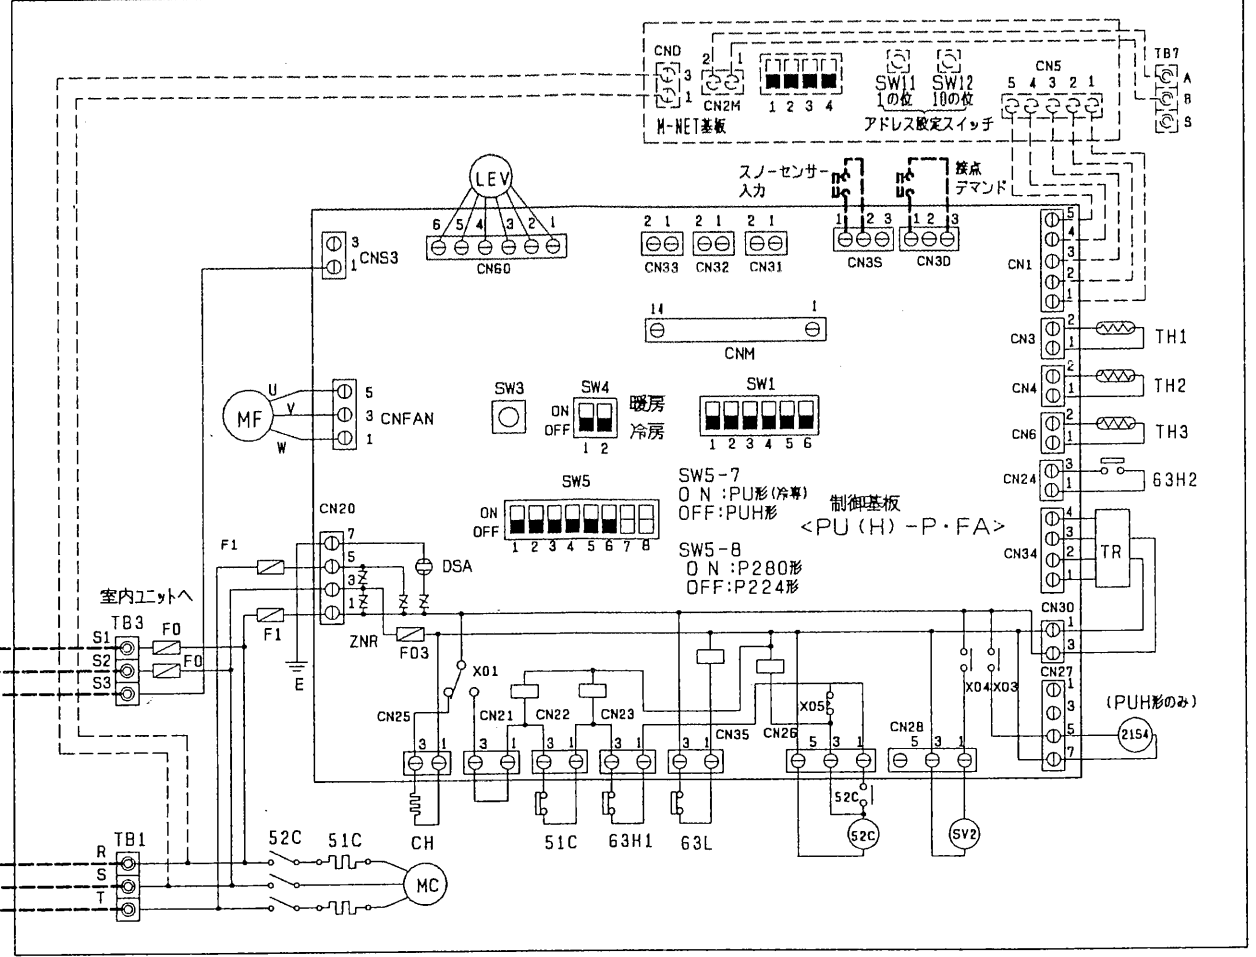 CND
3
1
2
1
CN2M
M-NET基板
1 2 3 4
SW11
1の位
SW12
10の位
アドレス設定スイッチ
CN5
5 4 3 2 1
TB7
A
B
S
LEV
6 5 4 3 2 1
CN60
3
1
CNS3
2 1
CN33
2 1
CN32
2 1
CN31
スノーセンサー
入力
1 2 3
CN3S
接点
デマンド
1 2 3
CN3D
5
4
3
2
1
CN1
14
1
CNM
2
1
CN3
TH1
2
1
CN4
TH2
2
1
CN6
TH3
3
1
CN24
63H2
4
3
2
1
CN34
TR
MF
U
V
W
5
3
1
CNFAN
SW3
SW4
ON
OFF
1 2
暖房
冷房
SW1
1 2 3 4 5 6
SW5
ON
OFF
1 2 3 4 5 6 7 8
SW5-7
ON:PU形(冷専)
OFF:PUH形
SW5-8
ON:P280形
OFF:P224形
制御基板
<PU(H)-P・FA>
CN20
7
5
3
1
F1
F1
DSA
ZNR
F03
E
室内ユニットへ
TB3
S1
S2
S3
F0
F0
X01
CN25
3 1
CN21
3 1
CN22
3 1
CN23
3 1
CN35
3 1
CN26
5 3 1
X05
CN28
5 3 1
X04
X03
CN30
1
3
CN27
1
3
5
7
(PUH形のみ)
21S4
CH
51C
63H1
63L
52C
52C
SV2
TB1
R
S
T
52C
51C
MC